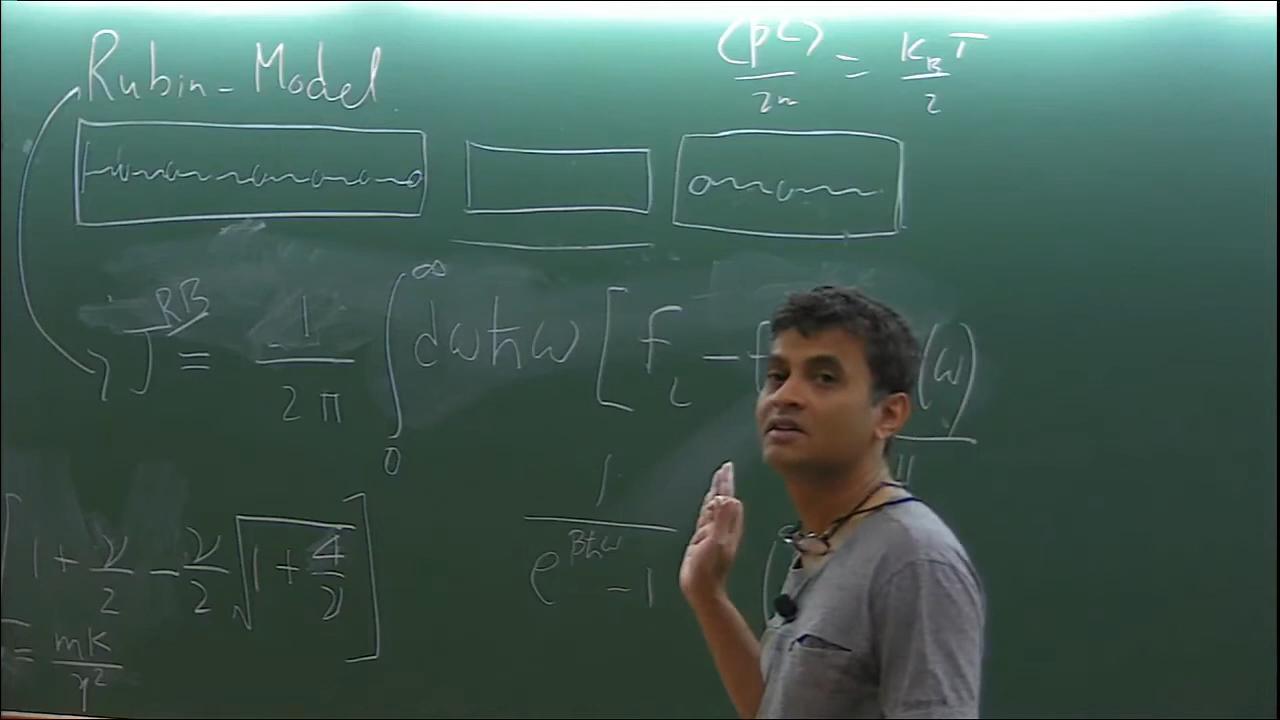 Rubin-Model.
⟨p²⟩/2m = K_B T/2
J^RB = 1/2π ∫_0^∞ dω ħω [f_L - f (ω)
1/(e^{βħω} - 1)
[1 + ν/2 - ν/2 √(1 + 4/ν)]
= mk/γ²